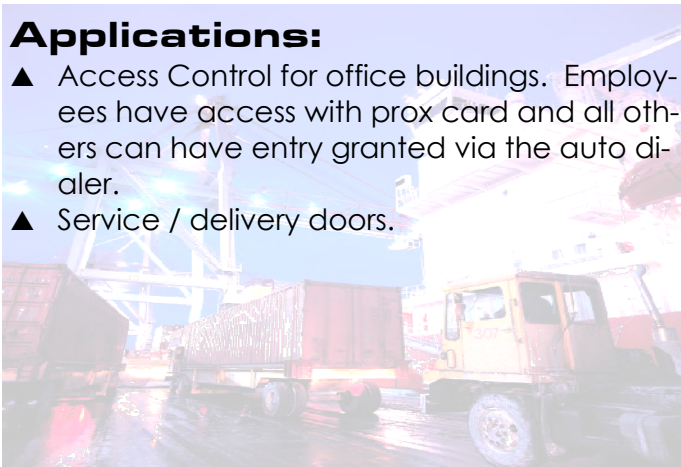 Applications:
▲ Access Control for office buildings. Employ-
ees have access with prox card and all oth-
ers can have entry granted via the auto di-
aler.
▲ Service / delivery doors.
307